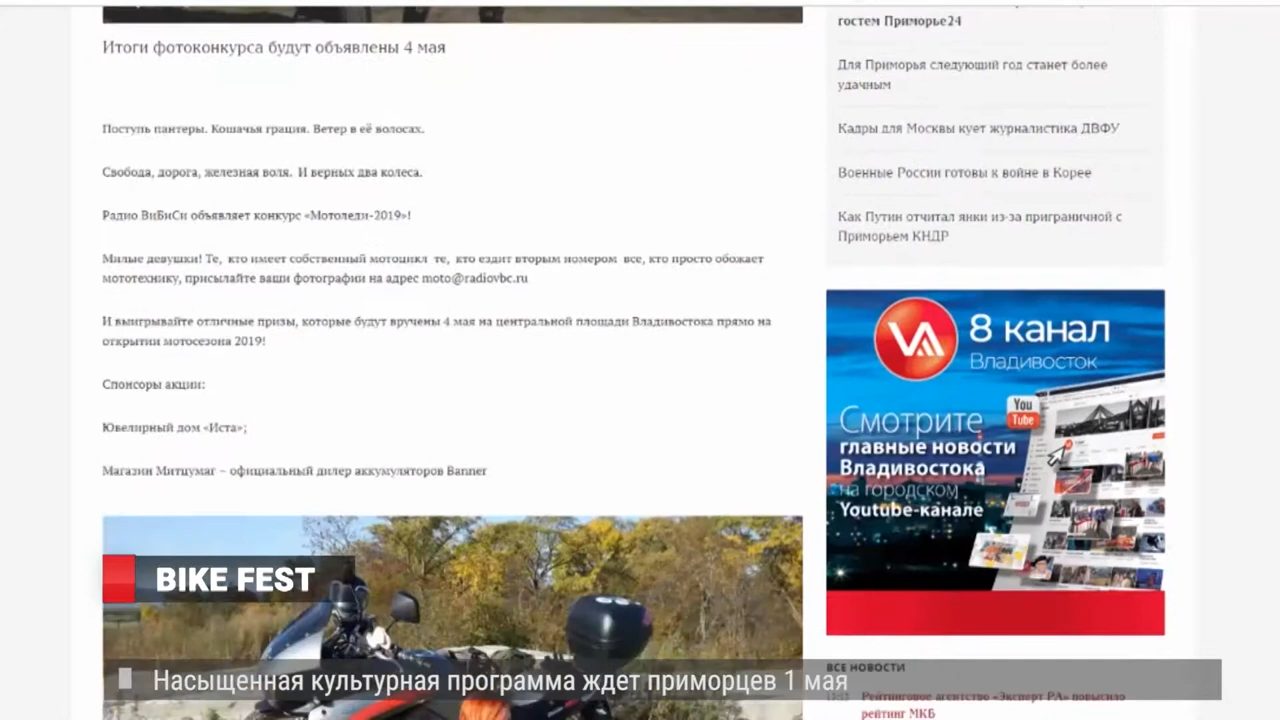 Итоги фотоконкурса будут объявлены 4 мая
Поступь пантеры. Кошачья грация. Ветер в её волосах.
Свобода, дорога, железная воля. И верных два колеса.
Радио ВиБиСи объявляет конкурс «Мотоледи-2019»!
Милые девушки! Те, кто имеет собственный мотоцикл те, кто ездит вторым номером все, кто просто обожает
мототехнику, присылайте ваши фотографии на адрес moto@radiovbc.ru
И выигрывайте отличные призы, которые будут вручены 4 мая на центральной площади Владивостока прямо на
открытии мотосезона 2019!
Спонсоры акции:
Ювелирный дом «Иста»;
Магазин Митцумаг – официальный дилер аккумуляторов Banner
гостем Приморье24
Для Приморья следующий год станет более
удачным
Кадры для Москвы кует журналистика ДВФУ
Военные России готовы к войне в Корее
Как Путин отчитал янки из-за приграничной с
Приморьем КНДР
8 канал
Владивосток
You
Tube
Смотрите
главные новости
Владивостока
на городском
Youtube-канале
ВСЕ НОВОСТИ
Рейтинговое агентство «Эксперт РА» повысило
рейтинг МКБ
BIKE FEST
Насыщенная культурная программа ждет приморцев 1 мая